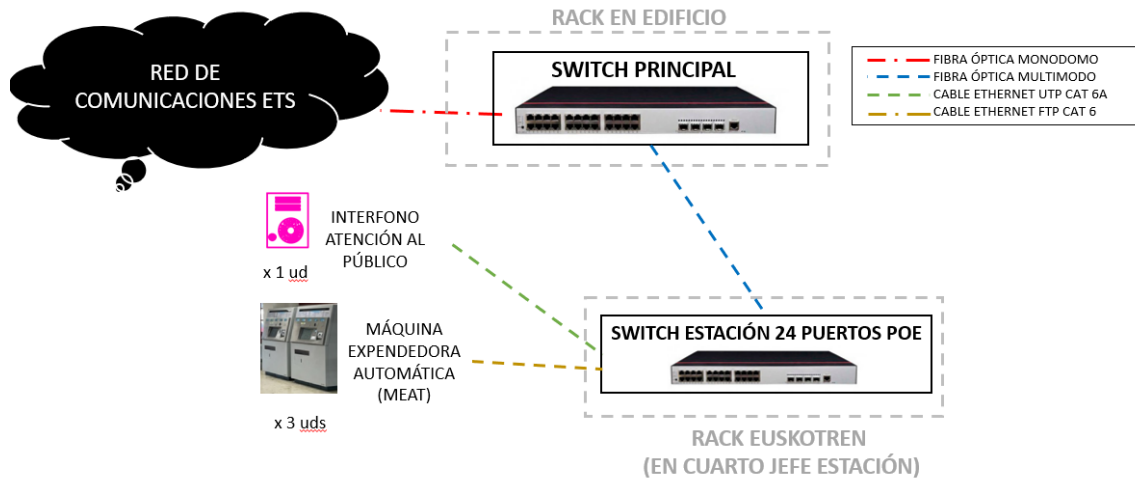 RACK EN EDIFICIO
RED DE
COMUNICACIONES ETS
SWITCH PRINCIPAL
FIBRA ÓPTICA MONODOMO
FIBRA ÓPTICA MULTIMODO
CABLE ETHERNET UTP CAT 6A
CABLE ETHERNET FTP CAT 6
INTERFONO
ATENCIÓN AL
PÚBLICO
x 1 ud
MÁQUINA
EXPENDEDORA
AUTOMÁTICA
(MEAT)
x 3 uds
SWITCH ESTACIÓN 24 PUERTOS POE
RACK EUSKOTREN
(EN CUARTO JEFE ESTACIÓN)